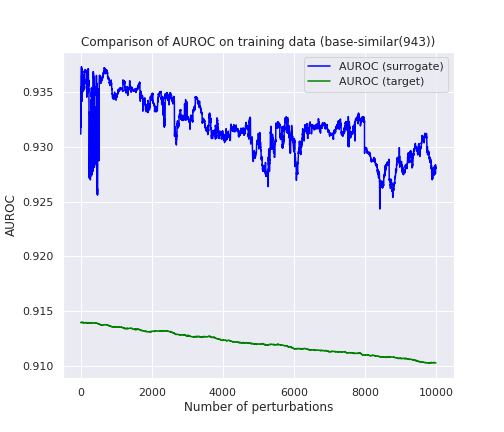 Comparison of AUROC on training data (base-similar(943))
AUROC (surrogate)
AUROC (target)
0.935
0.930
0.925
0.920
0.915
0.910
AUROC
0
2000
4000
6000
8000
10000
Number of perturbations